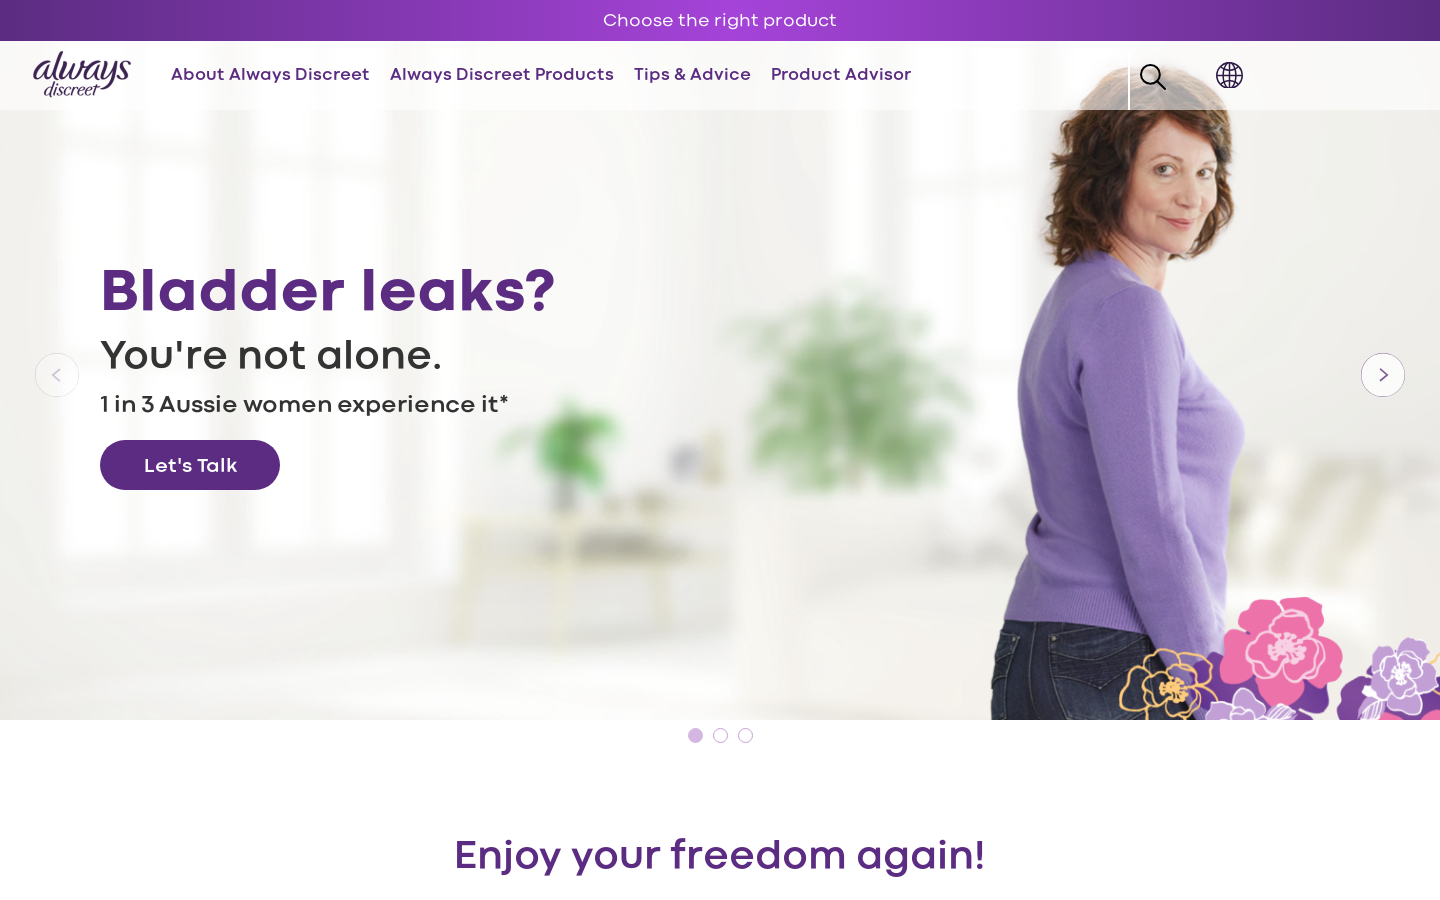 Choose the right product
always
discreet
About Always Discreet
Always Discreet Products
Tips & Advice
Product Advisor
Bladder leaks?
You're not alone.
1 in 3 Aussie women experience it*
Let's Talk
Enjoy your freedom again!